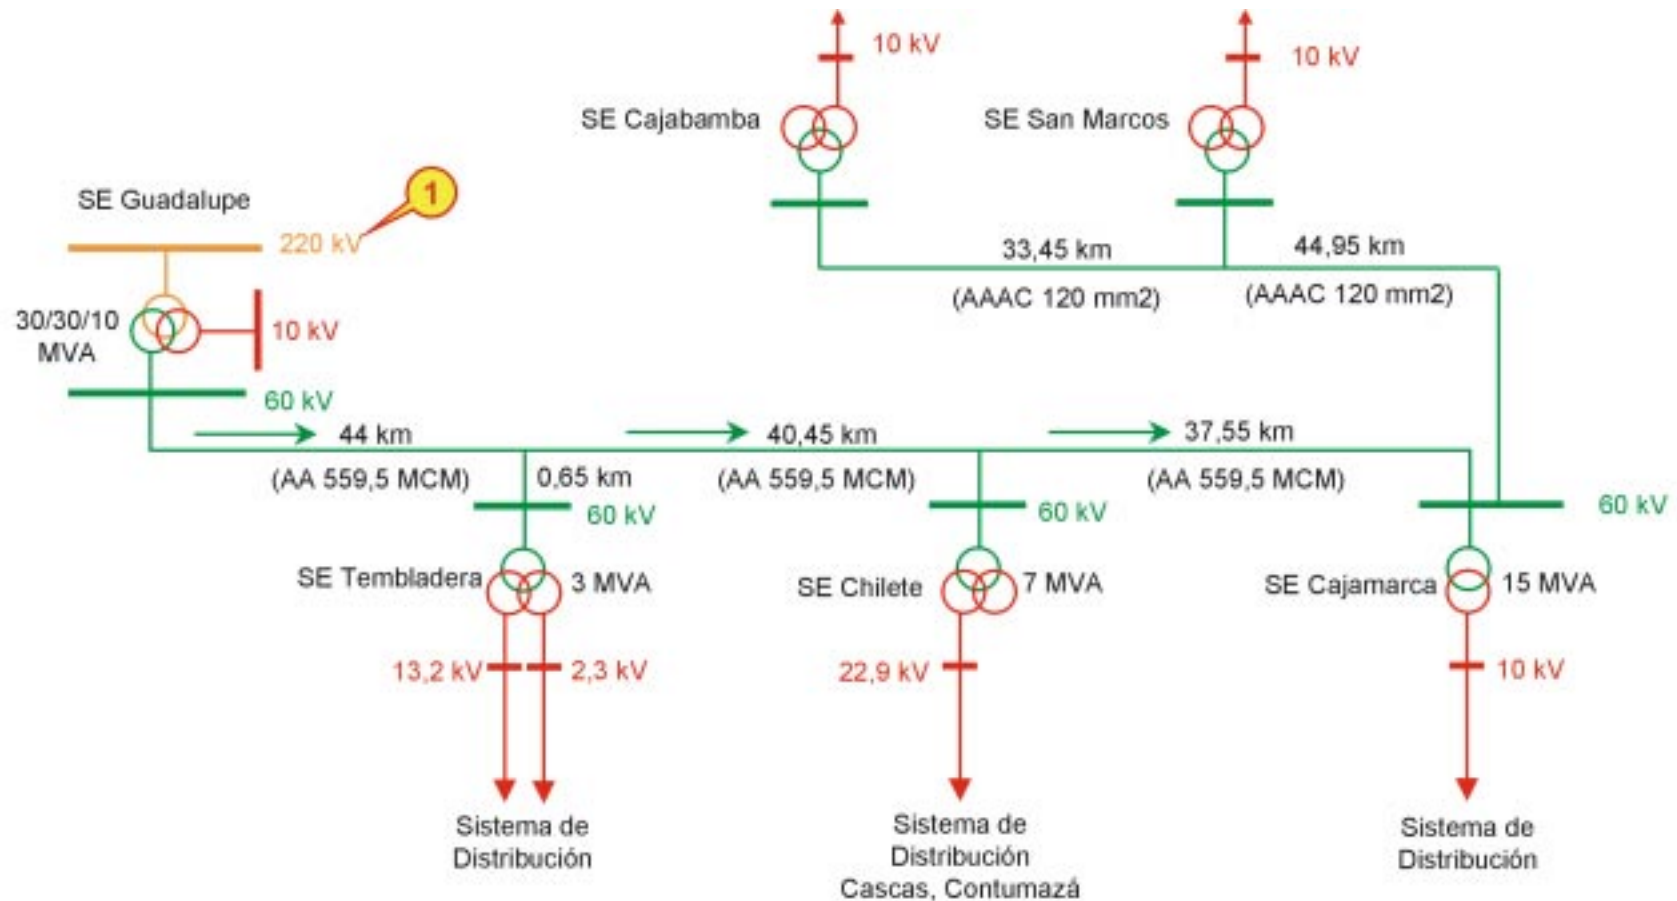 10 kV
10 kV
SE Cajabamba
SE San Marcos
SE Guadalupe
1
220 kV
33,45 km
44,95 km
(AAAC 120 mm2)
(AAAC 120 mm2)
30/30/10
MVA
10 kV
60 kV
44 km
40,45 km
37,55 km
(AA 559,5 MCM)
0,65 km
(AA 559,5 MCM)
(AA 559,5 MCM)
60 kV
60 kV
60 kV
SE Tembladera
3 MVA
SE Chilete
7 MVA
SE Cajamarca
15 MVA
13,2 kV
2,3 kV
22,9 kV
10 kV
Sistema de
Distribución
Sistema de
Distribución
Cascas, Contumazá
Sistema de
Distribución